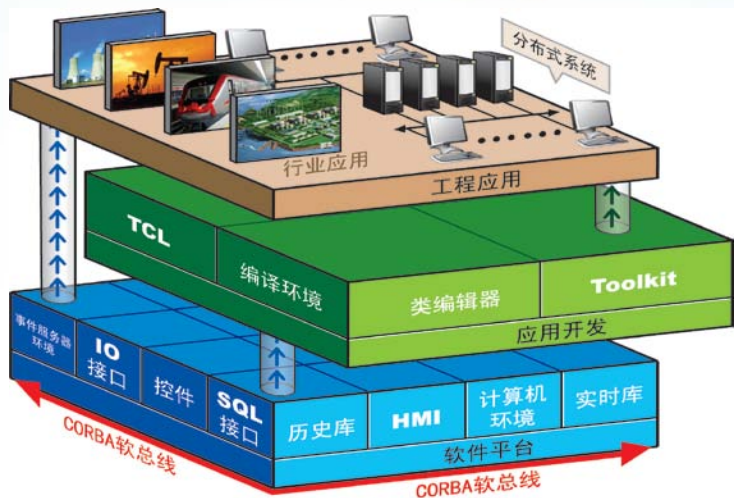 分布式系统
行业应用
工程应用
TCL
编译环境
类编辑器
Toolkit
应用开发
事件服务器
环境
IO
接口
控件
SQL
接口
历史库
HMI
计算机
环境
实时库
软件平台
CORBA软总线
CORBA软总线